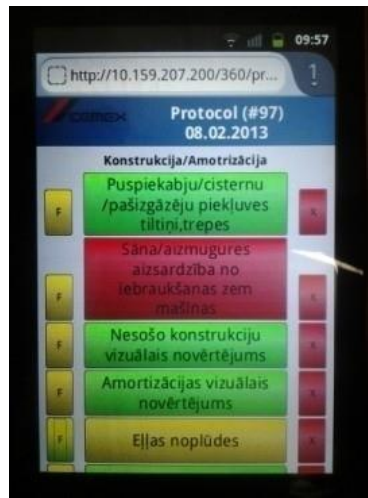 09:57
http://10.159.207.200/360/pr...
1
CEMEX
Protocol (#97)
08.02.2013
Konstrukcija/Amotrizācija
Puspiekabju/cisternu
/pašizgāzēju piekļuves
tiltiņi,trepes
F
X
Sāna/aizmugures
aizsardzība no
iebraukšanas zem
mašīnas
F
X
Nesošo konstrukciju
vizuālais novērtējums
F
X
Amortizācijas vizuālais
novērtējums
F
X
Eļļas noplūdes
F
X